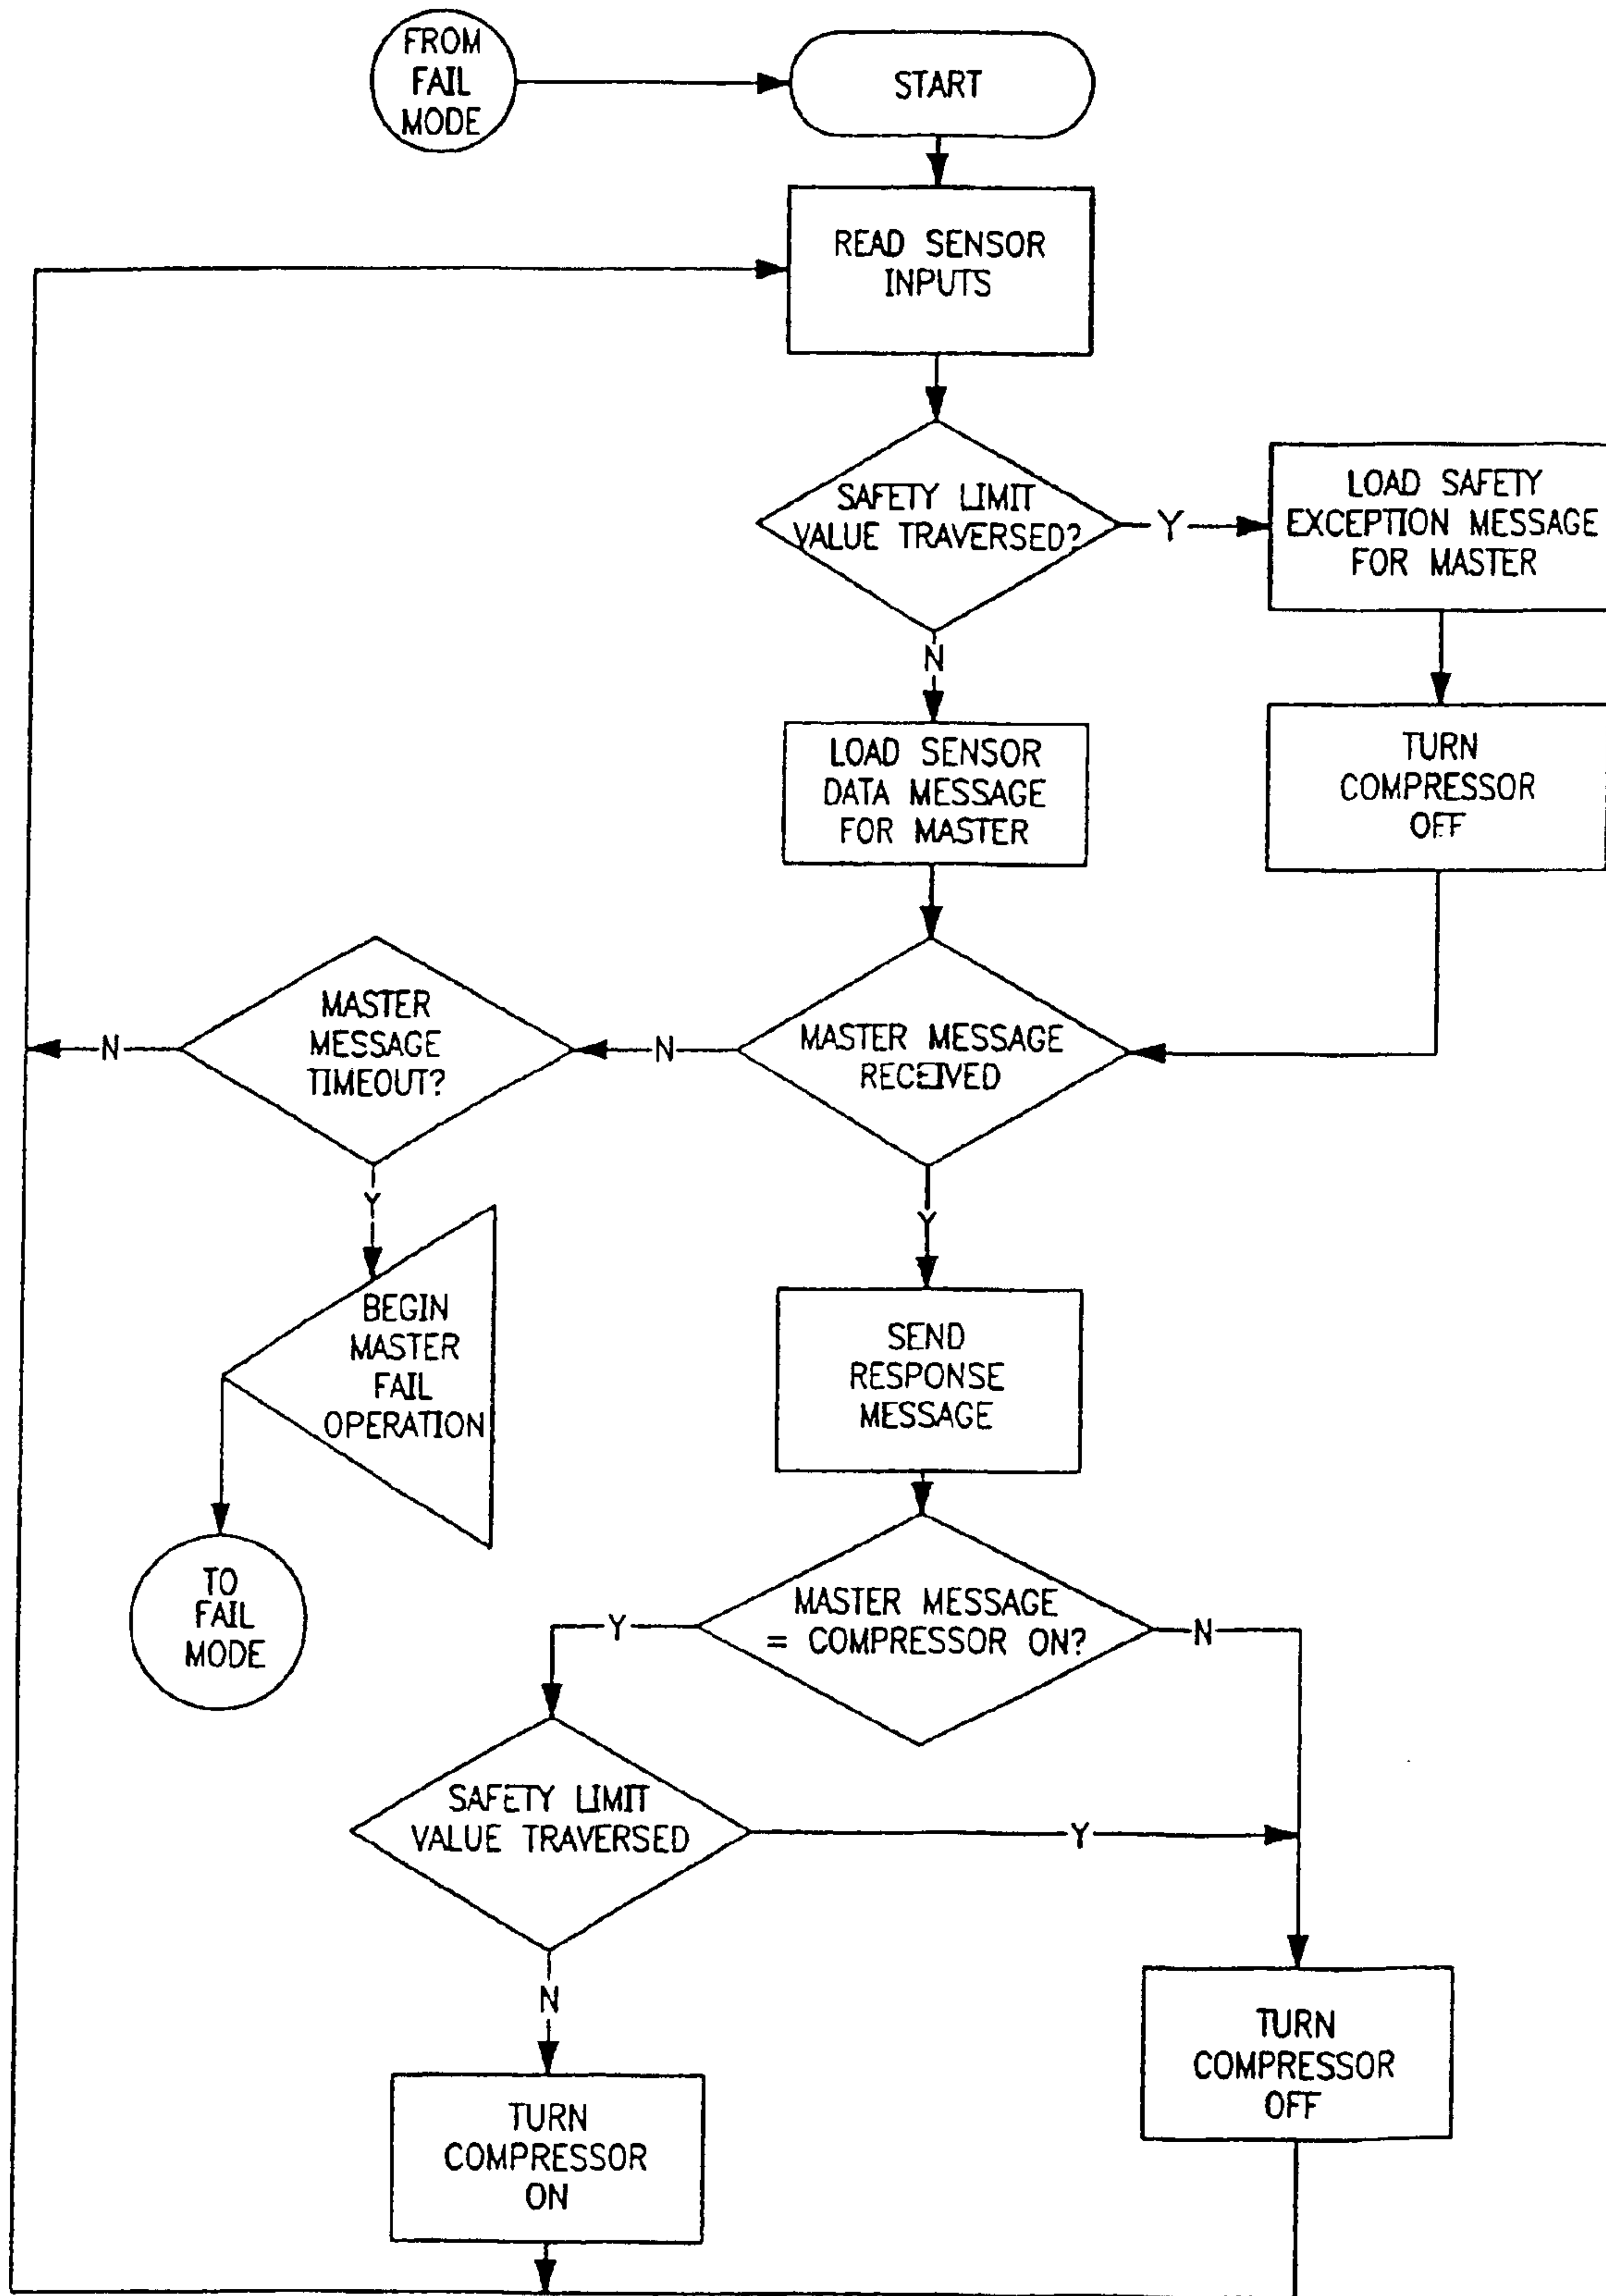 FROM
FAIL
MODE
START
READ SENSOR
INPUTS
SAFETY LIMIT
VALUE TRAVERSED?
Y
LOAD SAFETY
EXCEPTION MESSAGE
FOR MASTER
N
LOAD SENSOR
DATA MESSAGE
FOR MASTER
TURN
COMPRESSOR
OFF
MASTER
MESSAGE
TIMEOUT?
N
N
MASTER MESSAGE
RECEIVED
Y
Y
BEGIN
MASTER
FAIL
OPERATION
SEND
RESPONSE
MESSAGE
TO
FAIL
MODE
MASTER MESSAGE
= COMPRESSOR ON?
Y
N
SAFETY LIMIT
VALUE TRAVERSED
Y
N
TURN
COMPRESSOR
OFF
TURN
COMPRESSOR
ON